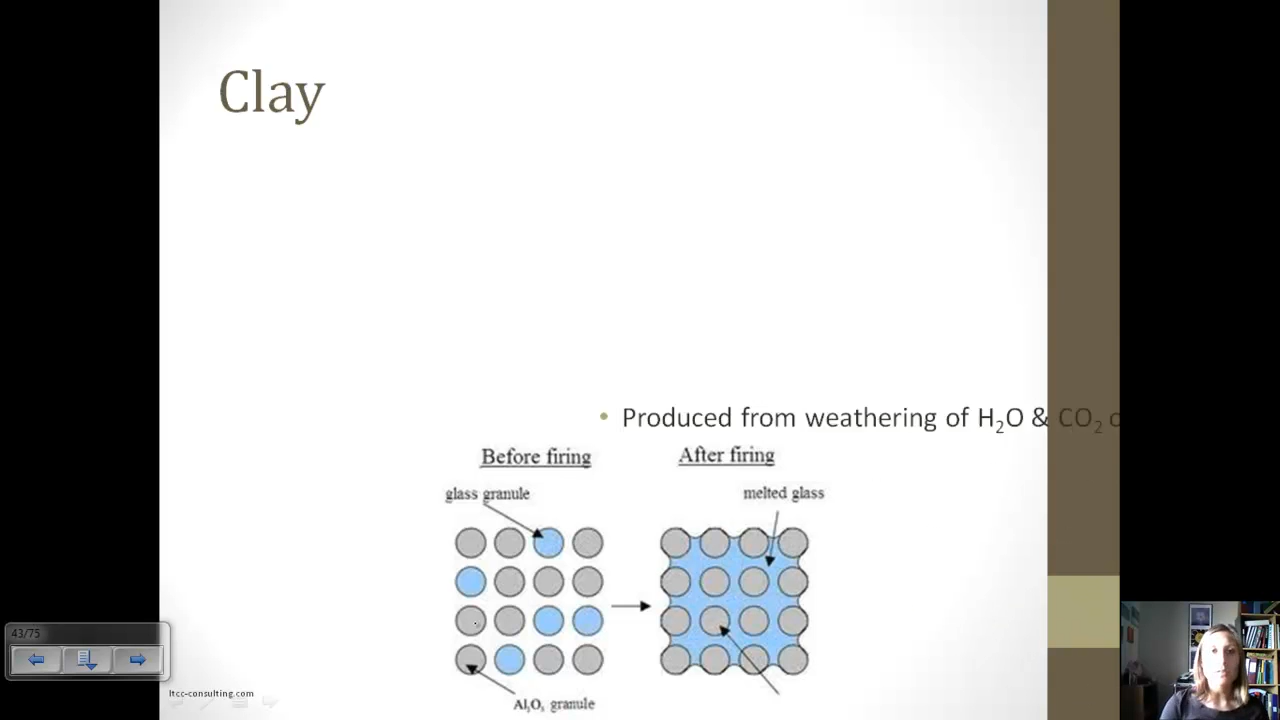 Clay
• Produced from weathering of H₂O & CO₂
Before firing
After firing
glass granule
melted glass
43/75
ltcc-consulting.com
Al₂O₃ granule